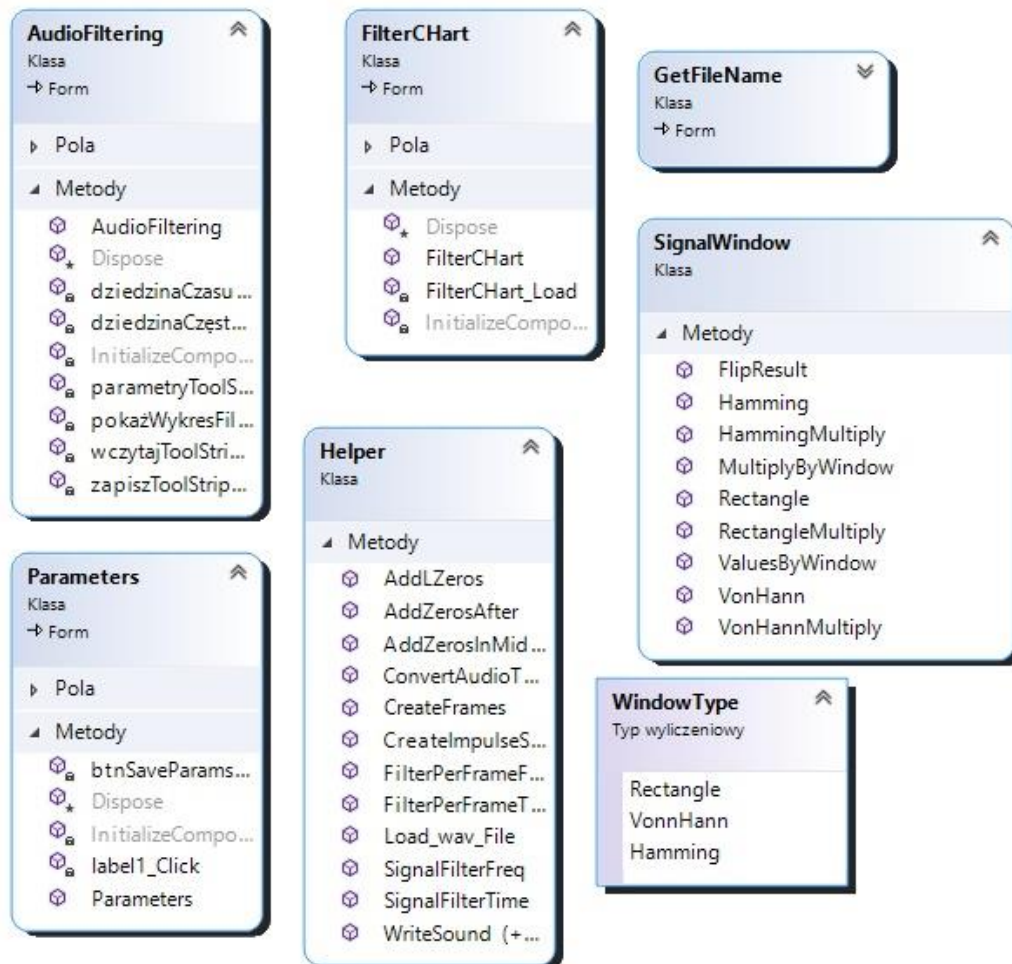 AudioFiltering
Klasa
Form
Pola
Metody
AudioFiltering
Dispose
dziedzinaCzasu...
dziedzinaCzęst...
InitializeCompo...
parametryToolS...
pokażWykresFil...
wczytajToolStri...
zapiszToolStrip...
FilterCHart
Klasa
Form
Pola
Metody
Dispose
FilterCHart
FilterCHart_Load
InitializeCompo...
GetFileName
Klasa
Form
SignalWindow
Klasa
Metody
FlipResult
Hamming
HammingMultiply
MultiplyByWindow
Rectangle
RectangleMultiply
ValuesByWindow
VonHann
VonHannMultiply
Parameters
Klasa
Form
Pola
Metody
btnSaveParams...
Dispose
InitializeCompo...
label1_Click
Parameters
Helper
Klasa
Metody
AddLZeros
AddZerosAfter
AddZerosInMid...
ConvertAudioT...
CreateFrames
CreateImpulseS...
FilterPerFrameF...
FilterPerFrameT...
Load_wav_File
SignalFilterFreq
SignalFilterTime
WriteSound (+...
WindowType
Typ wyliczeniowy
Rectangle
VonnHann
Hamming